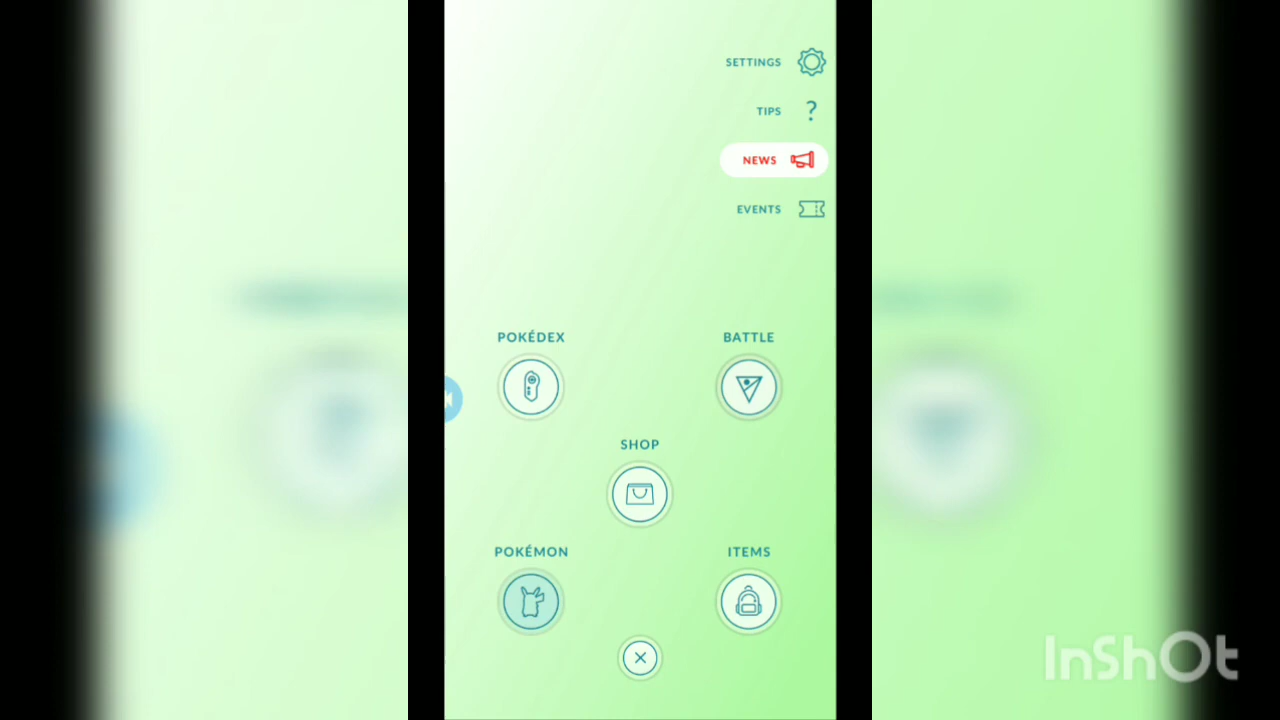 SETTINGS
TIPS
?
NEWS
EVENTS
POKÉDEX
BATTLE
SHOP
POKÉMON
ITEMS
InShOt